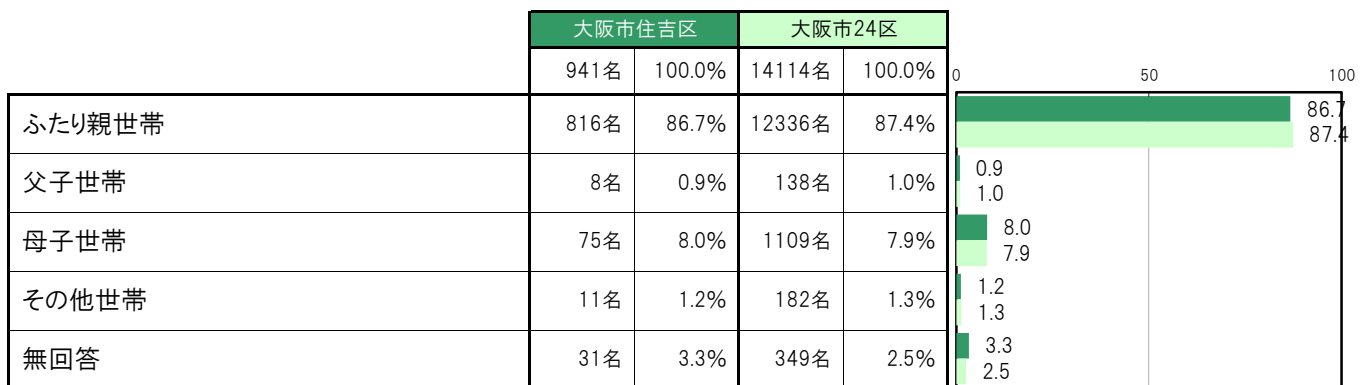 大阪市住吉区 大阪市24区
941名 100.0% 14114名 100.0% 0 50 100
ふたり親世帯 816名 86.7% 12336名 87.4% 86.7
87.4
父子世帯 8名 0.9% 138名 1.0% 0.9
1.0
母子世帯 75名 8.0% 1109名 7.9% 8.0
7.9
その他世帯 11名 1.2% 182名 1.3% 1.2
1.3
無回答 31名 3.3% 349名 2.5% 3.3
2.5